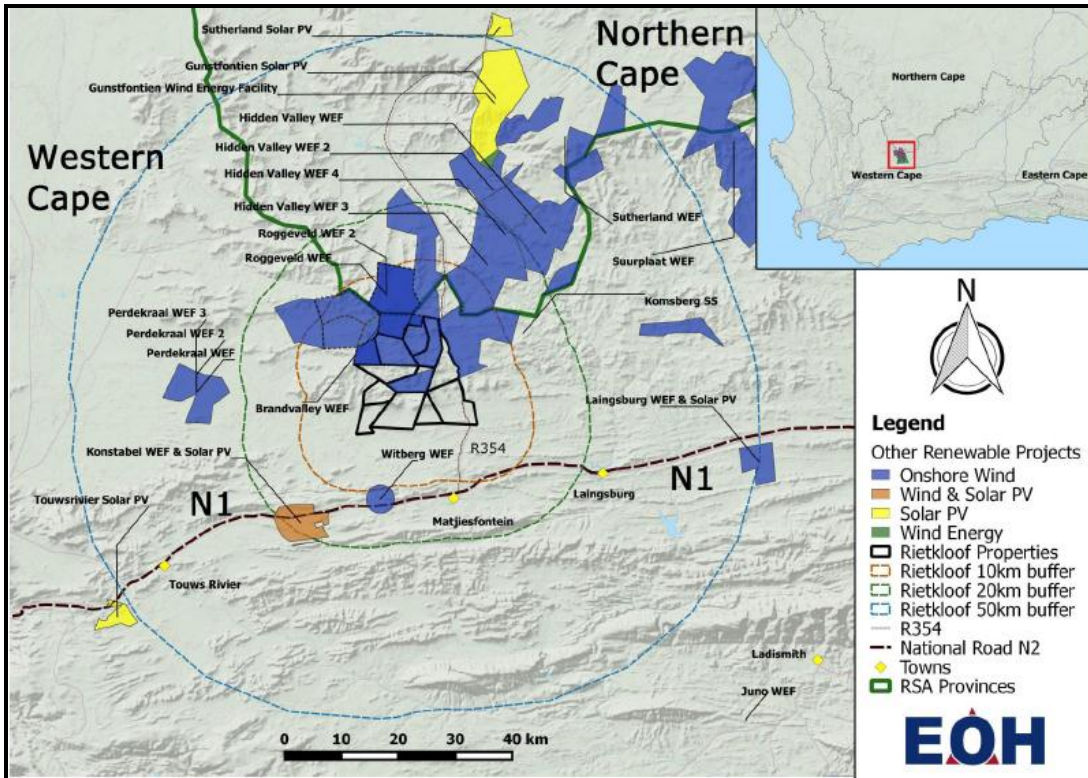 Sutherland Solar PV
Northern
Cape
Gunstfontien Solar PV
Gunstfontien Wind Energy Facility
Hidden Valley WEF
Hidden Valley WEF 2
Western
Cape
Hidden Valley WEF 4
Hidden Valley WEF 3
Sutherland WEF
Roggeveld WEF 2
Roggeveld WEF
Suurplaat WEF
Komsberg SS
Perdekraal WEF 3
Perdekraal WEF 2
Perdekraal WEF
Brandvalley WEF
Laingsburg WEF & Solar PV
Konstabel WEF & Solar PV
Witberg WEF
R354
Touwsrivier Solar PV
N1
N1
Laingsburg
Matjiesfontein
Touws Rivier
Ladismith
Juno WEF
0 10 20 30 40 km
Northern Cape
Western Cape
Eastern Cape
N
Legend
Other Renewable Projects
Onshore Wind
Wind & Solar PV
Solar PV
Wind Energy
Rietkloof Properties
Rietkloof 10km buffer
Rietkloof 20km buffer
Rietkloof 50km buffer
R354
National Road N2
Towns
RSA Provinces
EOH